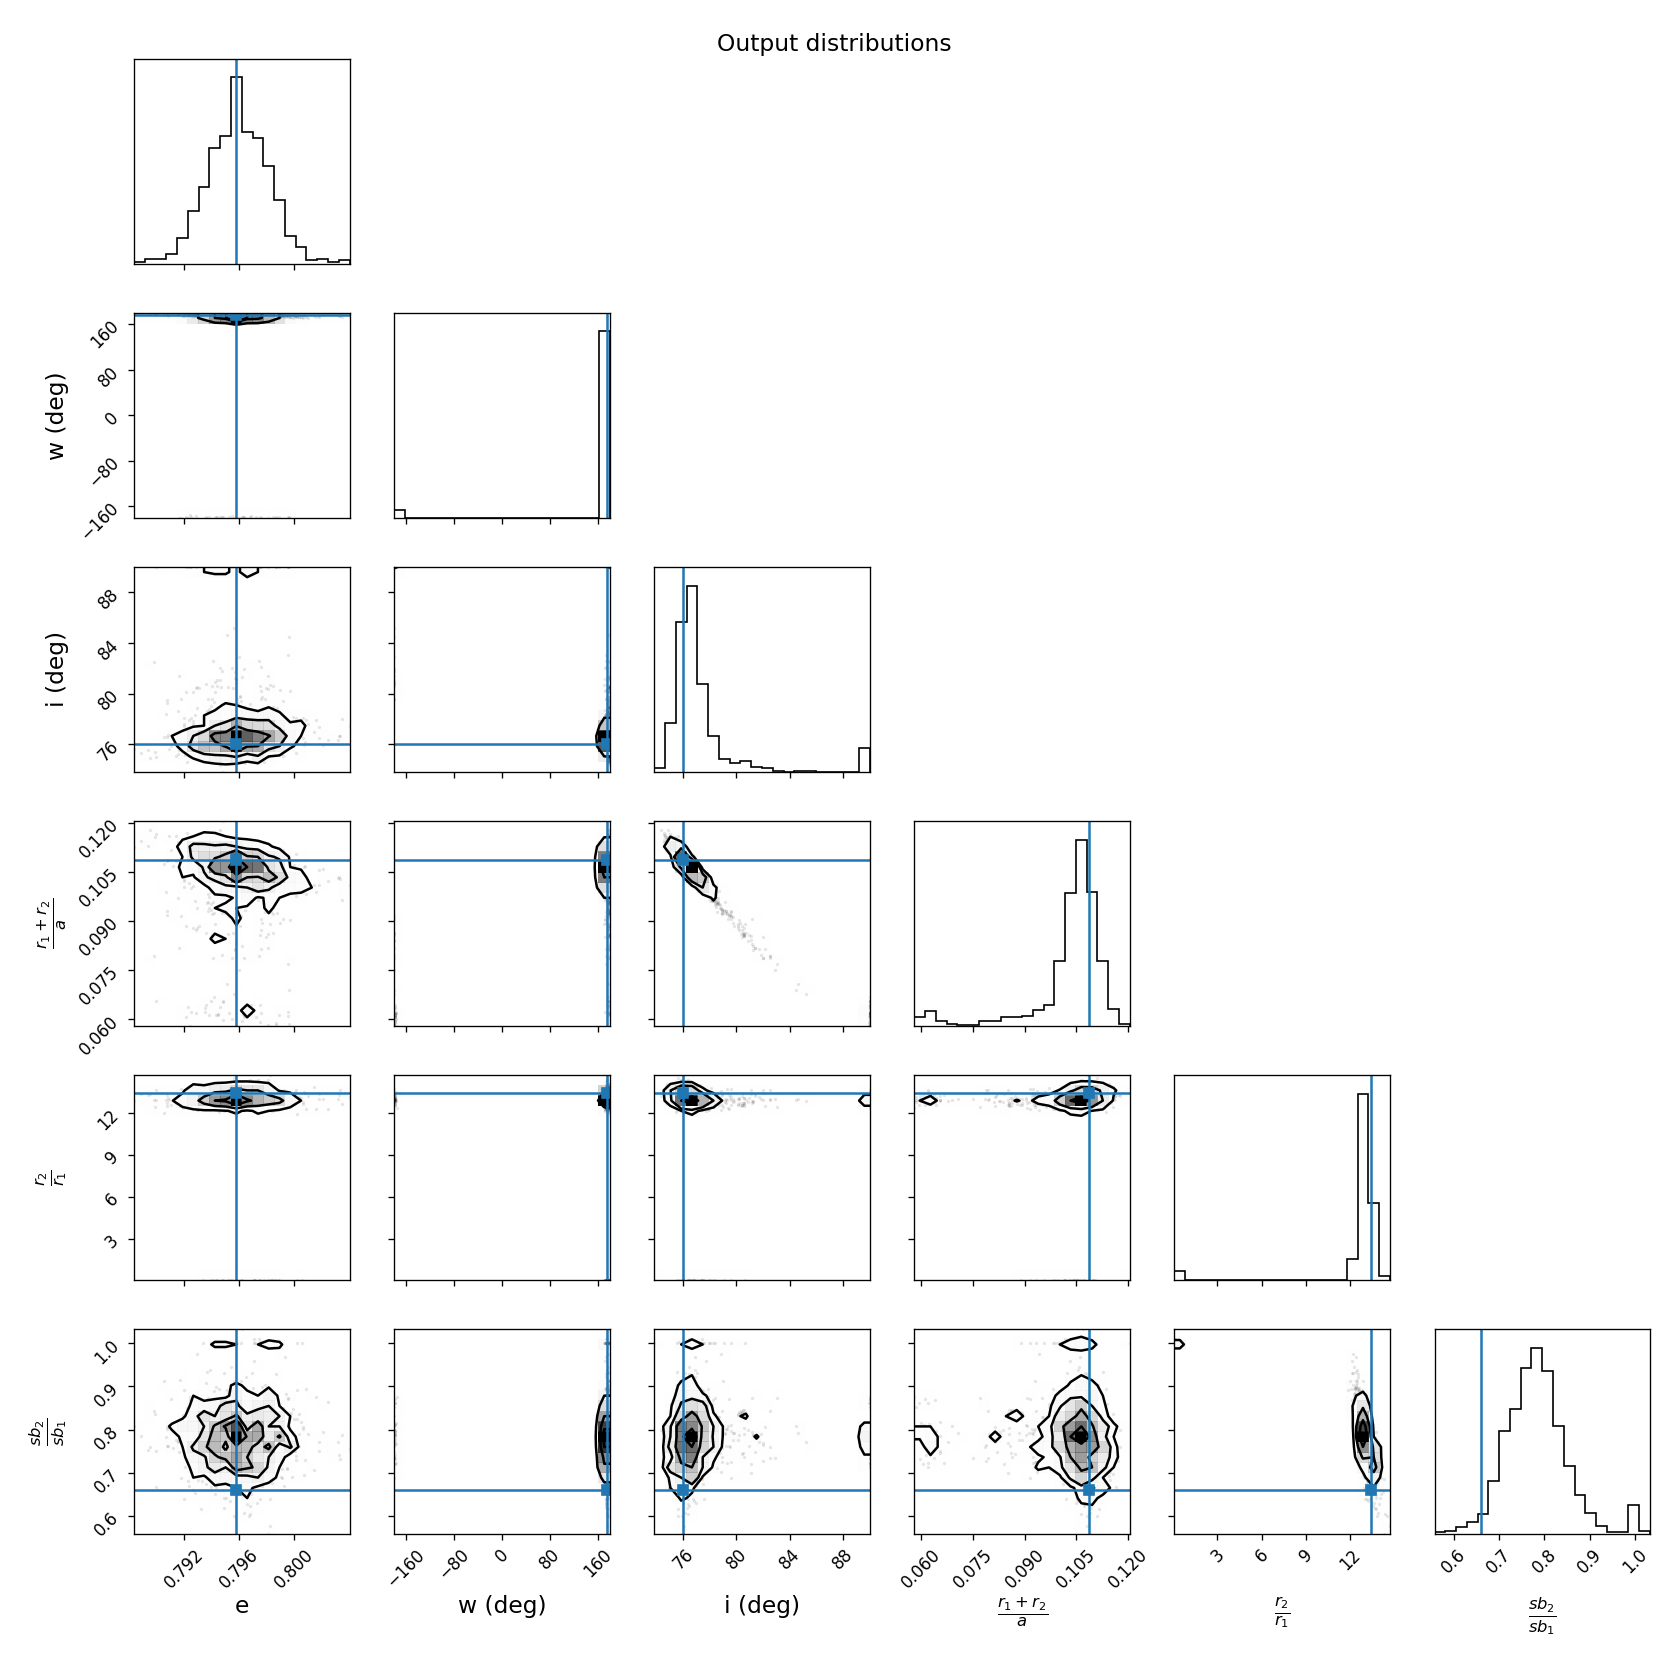 Output distributions
w (deg)
160
80
0
−80
−160
i (deg)
88
84
80
76
r₁ + r₂
a
0.120
0.105
0.090
0.075
0.060
r₂
r₁
12
9
6
3
sb₂
sb₁
1.0
0.9
0.8
0.7
0.6
0.792 0.796 0.800
−160 −80 0 80 160
76 80 84 88
0.060 0.075 0.090 0.105 0.120
3 6 9 12
0.6 0.7 0.8 0.9 1.0
e
w (deg)
i (deg)
r₁ + r₂
a
r₂
r₁
sb₂
sb₁